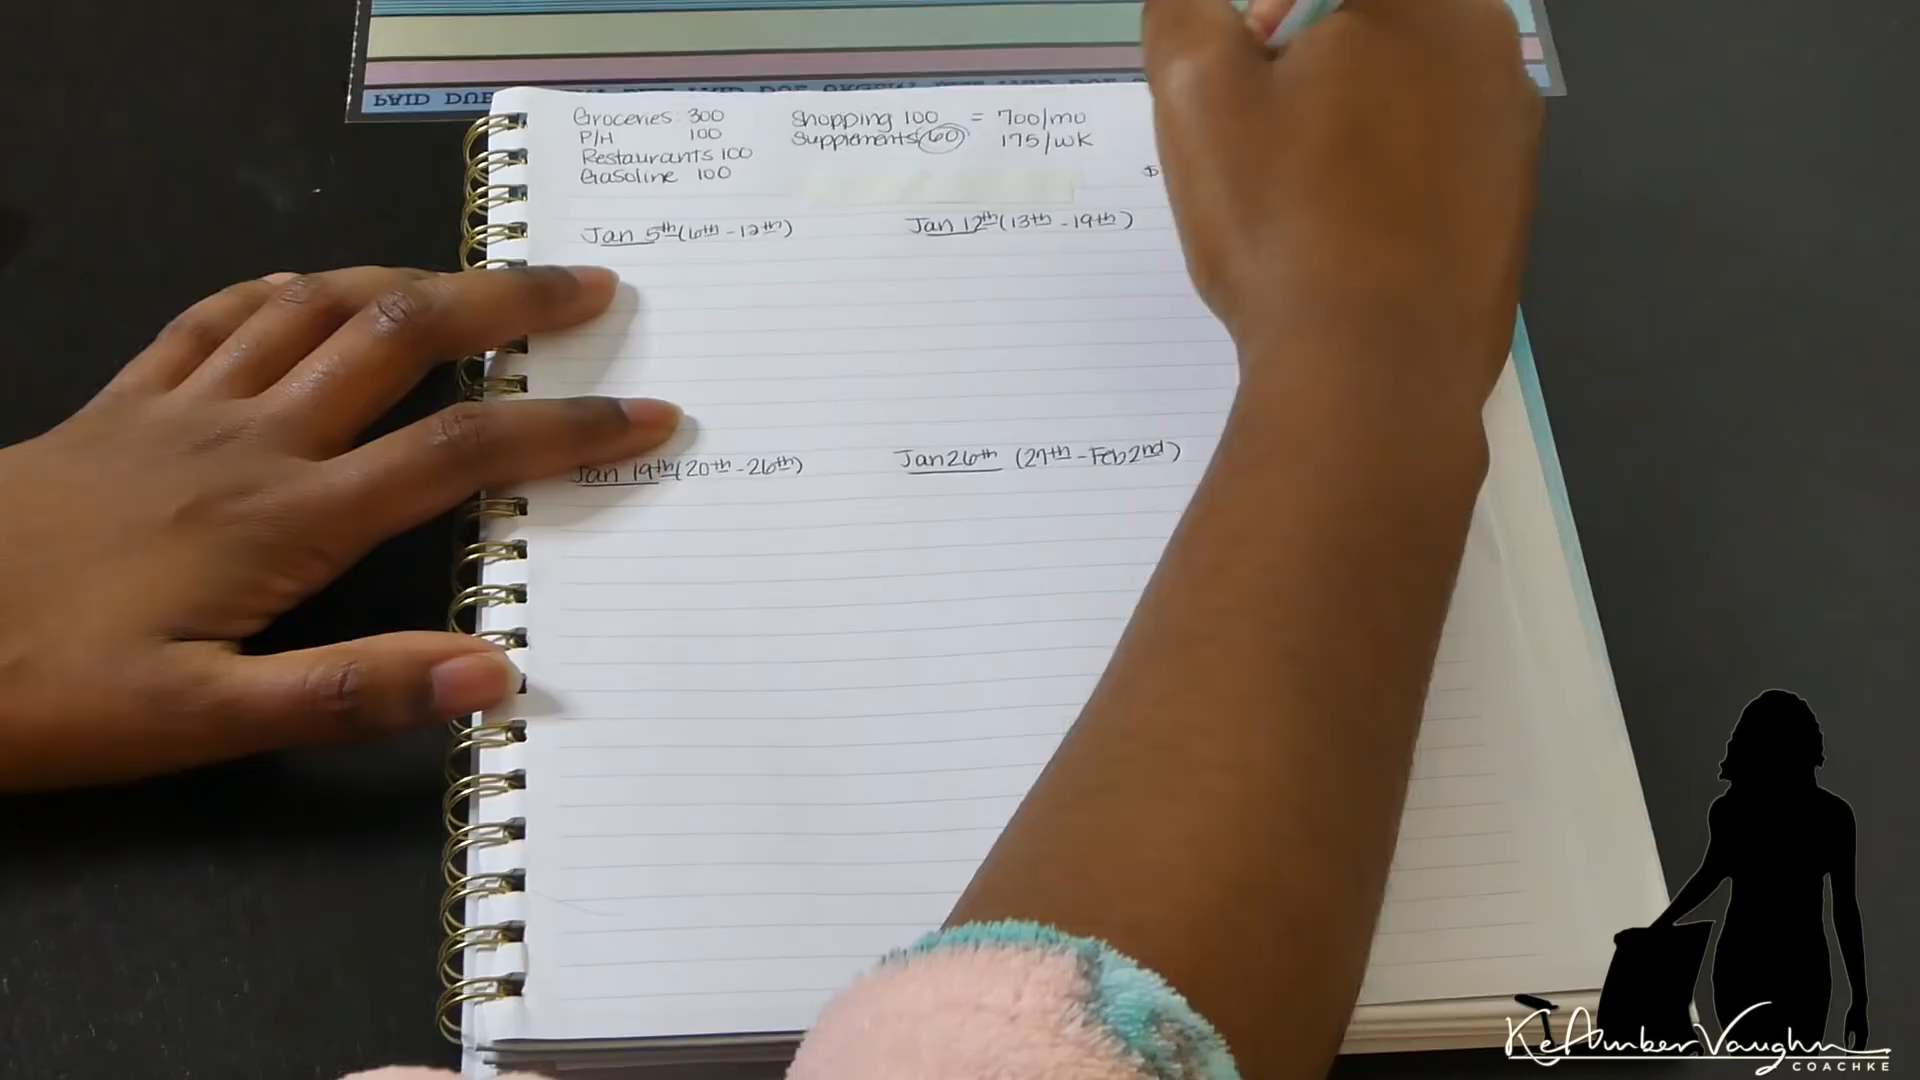 PAID DUE
Groceries: 300
P/H 100
Restaurants 100
Gasoline 100
Shopping 100 = 700/mo
Supplements 60 175/wk
$
Jan 5th (6th - 12th)
Jan 12th (13th - 19th)
Jan 19th (20th - 26th)
Jan 26th (27th - Feb 2nd)
KeAmber Vaughn
COACHKE